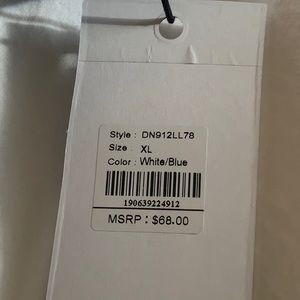 Style : DN912LL78
Size : XL
Color : White/Blue
190639224912
MSRP : $68.00